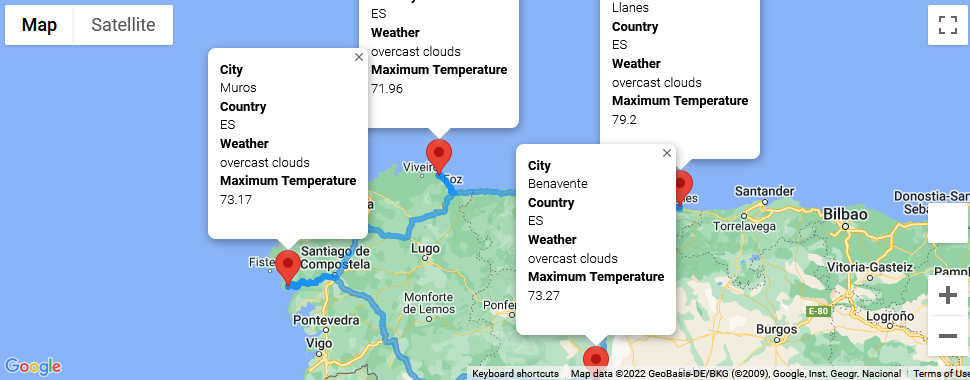 Map
Satellite
ES
Weather
overcast clouds
Maximum Temperature
71.96
Llanes
Country
ES
Weather
overcast clouds
Maximum Temperature
79.2
City
Muros
Country
ES
Weather
overcast clouds
Maximum Temperature
73.17
City
Benavente
Country
ES
Weather
overcast clouds
Maximum Temperature
73.27
Viveiro
Foz
Santander
Torrelavega
Bilbao
Donostia-San
Lugo
Santiago de
Compostela
Vitoria-Gasteiz
Monforte
de Lemos
Pontevedra
Vigo
E-80
Logroño
Burgos
Google
Keyboard shortcuts
Map data ©2022 GeoBasis-DE/BKG (©2009), Google, Inst. Geogr. Nacional
Terms of Use